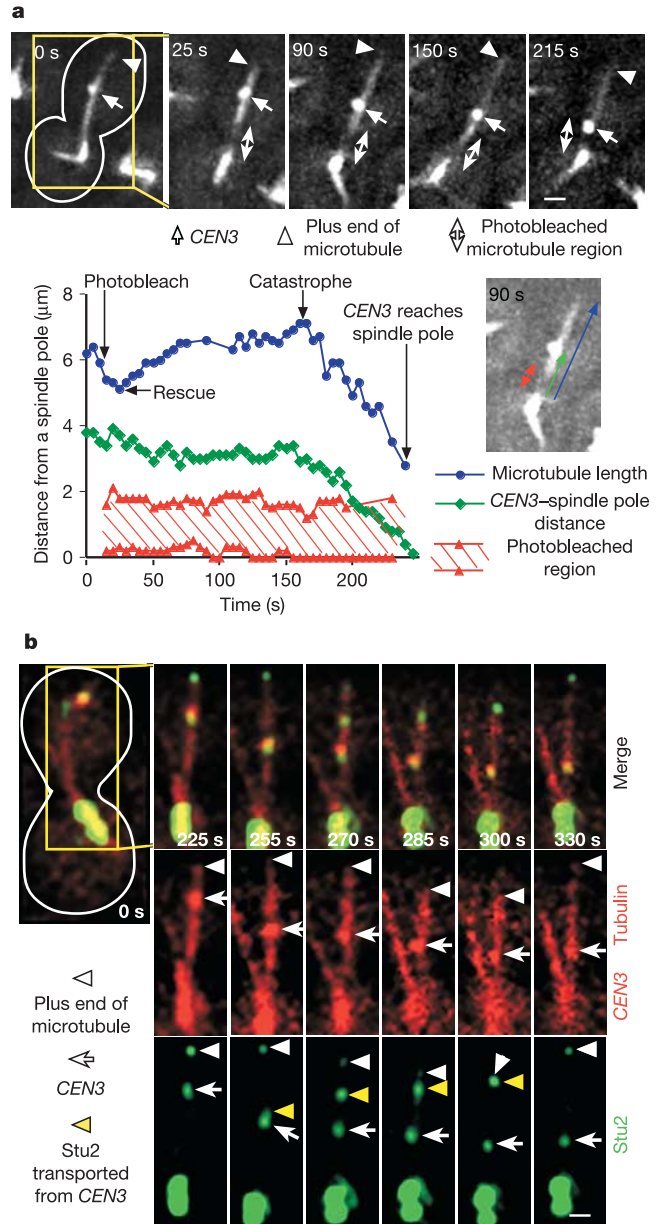 a
0 s
25 s
90 s
150 s
215 s
CEN3
Plus end of
microtubule
Photobleached
microtubule region
Distance from a spindle pole (μm)
8
6
4
2
0
Photobleach
Rescue
Catastrophe
CEN3 reaches
spindle pole
0
50
100
150
200
Time (s)
90 s
Microtubule length
CEN3–spindle pole
distance
Photobleached
region
b
0 s
225 s
255 s
270 s
285 s
300 s
330 s
Merge
Plus end of
microtubule
CEN3
Stu2
transported
from CEN3
CEN3 Tubulin
Stu2